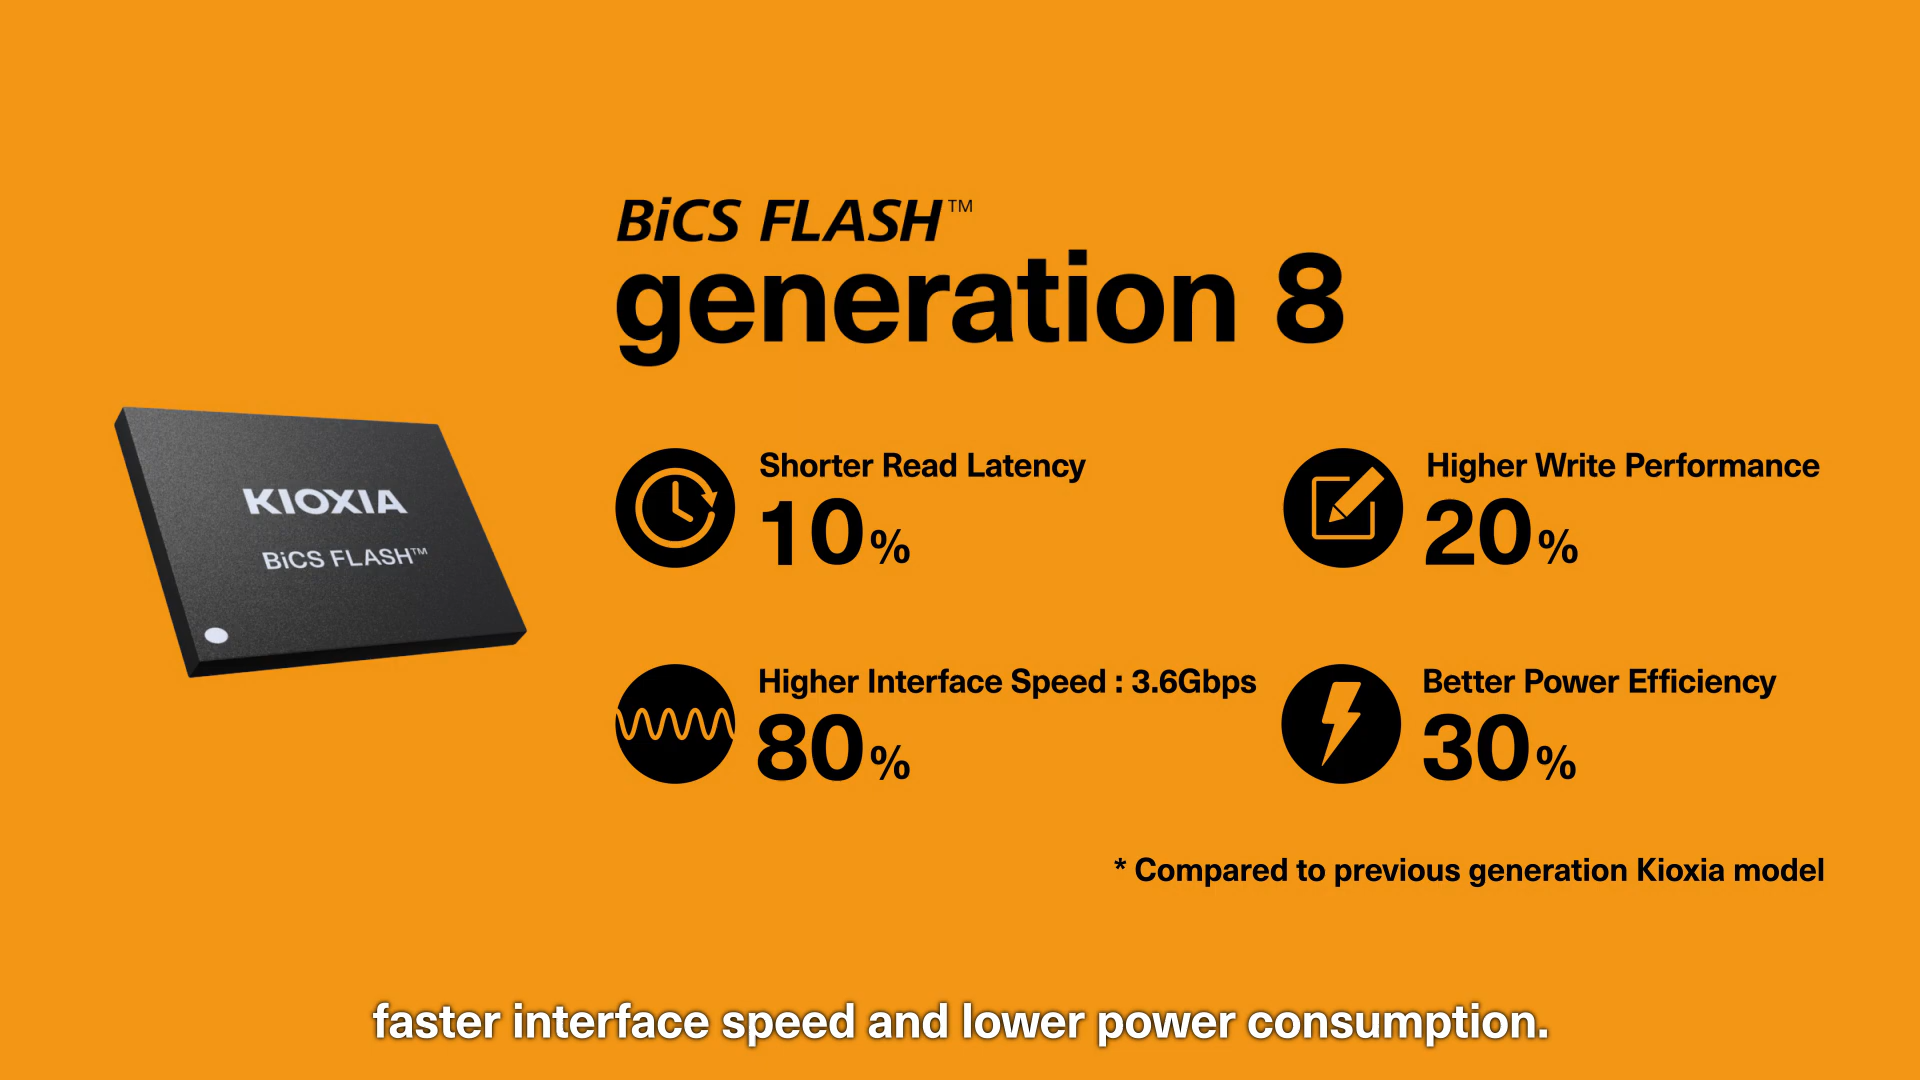 BiCS FLASH™
generation 8
KIOXIA
BiCS FLASH™
Shorter Read Latency
10%
Higher Write Performance
20%
Higher Interface Speed : 3.6Gbps
80%
Better Power Efficiency
30%
* Compared to previous generation Kioxia model
faster interface speed and lower power consumption.